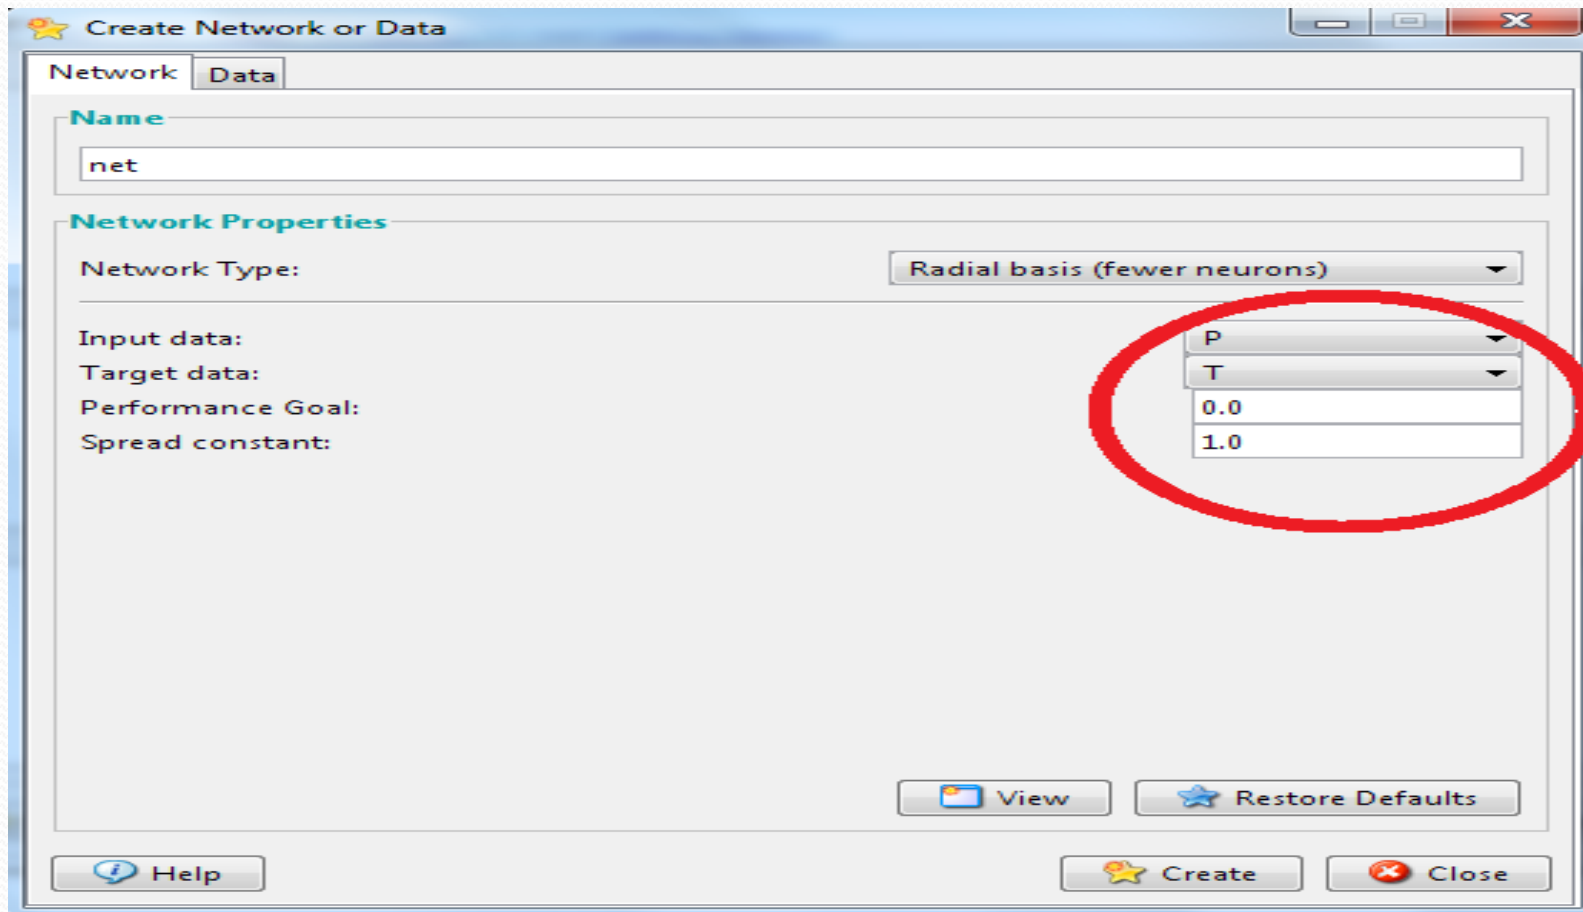 Create Network or Data
Network Data
Name
net
Network Properties
Network Type: Radial basis (fewer neurons)
Input data: P
Target data: T
Performance Goal: 0.0
Spread constant: 1.0
View Restore Defaults
Help Create Close